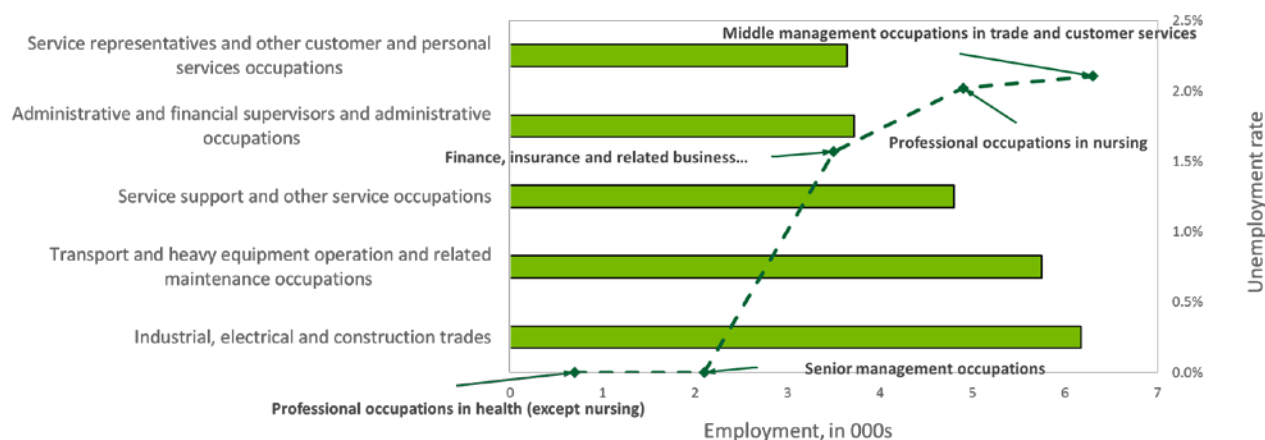 Service representatives and other customer and personal
services occupations
Administrative and financial supervisors and administrative
occupations
Service support and other service occupations
Transport and heavy equipment operation and related
maintenance occupations
Industrial, electrical and construction trades
Middle management occupations in trade and customer services
Professional occupations in nursing
Finance, insurance and related business...
Senior management occupations
Professional occupations in health (except nursing)
2.5%
2.0%
1.5%
1.0%
0.5%
0.0%
Unemployment rate
0 1 2 3 4 5 6 7
Employment, in 000s